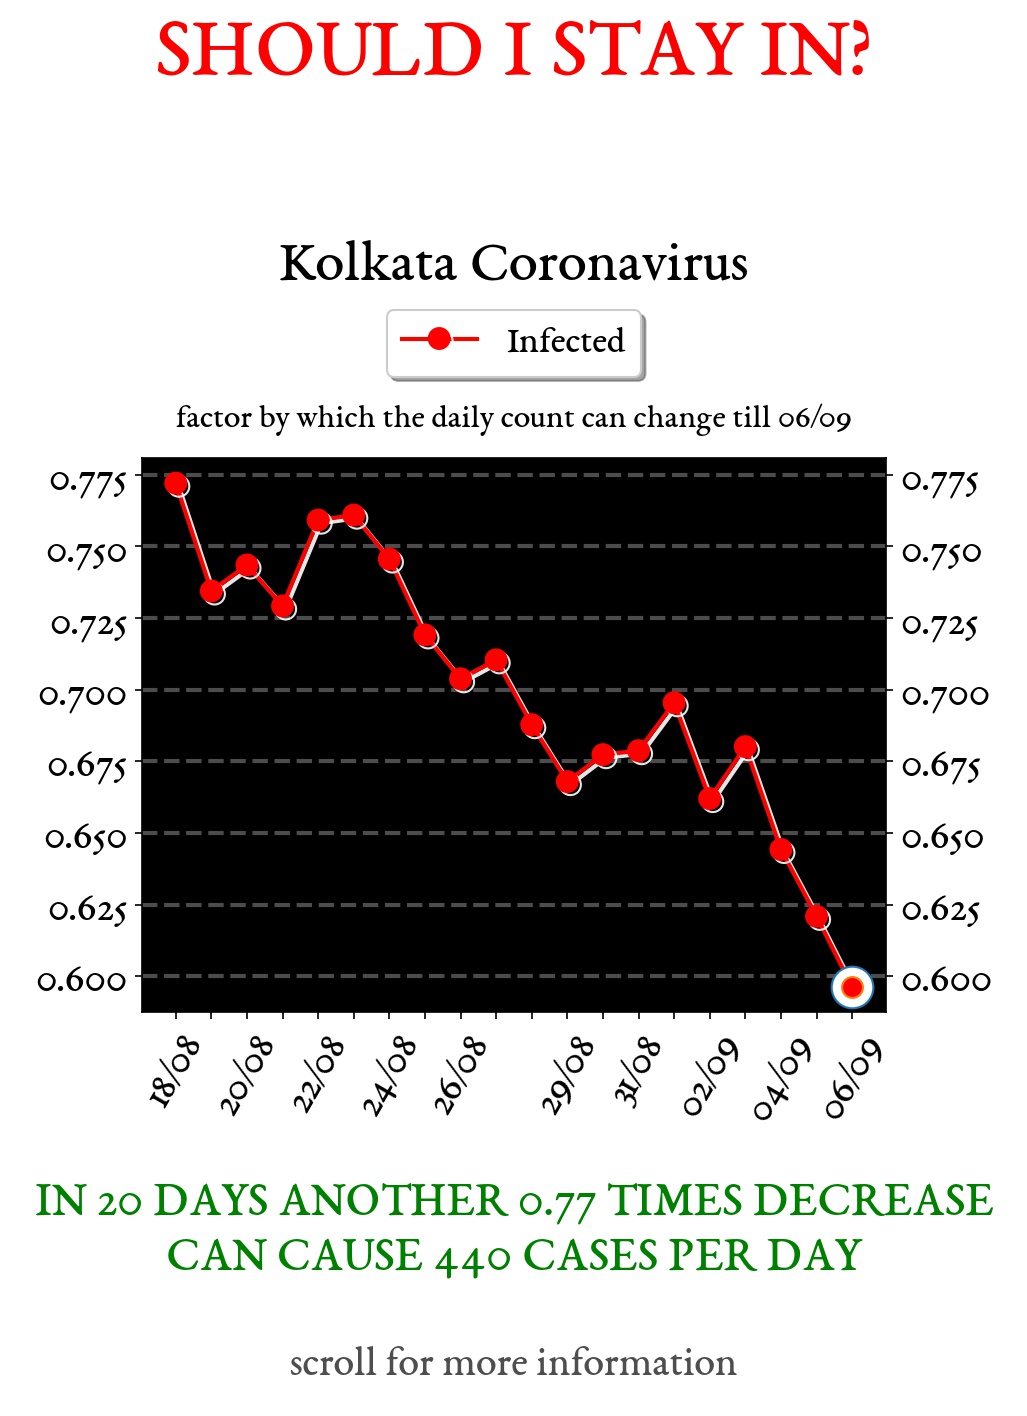 SHOULD I STAY IN?
Kolkata Coronavirus
Infected
factor by which the daily count can change till 06/09
0.775 0.775
0.750 0.750
0.725 0.725
0.700 0.700
0.675 0.675
0.650 0.650
0.625 0.625
0.600 0.600
18/08 20/08 22/08 24/08 26/08 29/08 31/08 02/09 04/09 06/09
IN 20 DAYS ANOTHER 0.77 TIMES DECREASE
CAN CAUSE 440 CASES PER DAY
scroll for more information